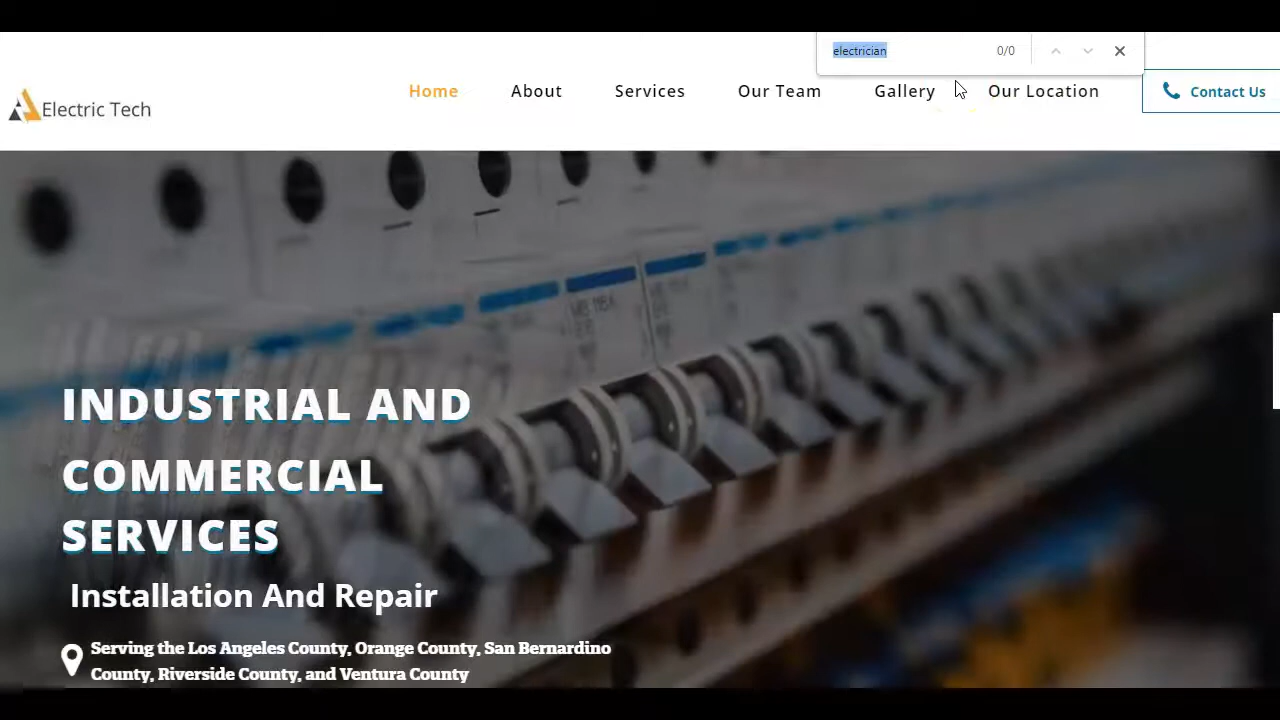 electrician 0/0
Electric Tech
Home About Services Our Team Gallery Our Location Contact Us
INDUSTRIAL AND
COMMERCIAL
SERVICES
Installation And Repair
Serving the Los Angeles County, Orange County, San Bernardino
County, Riverside County, and Ventura County